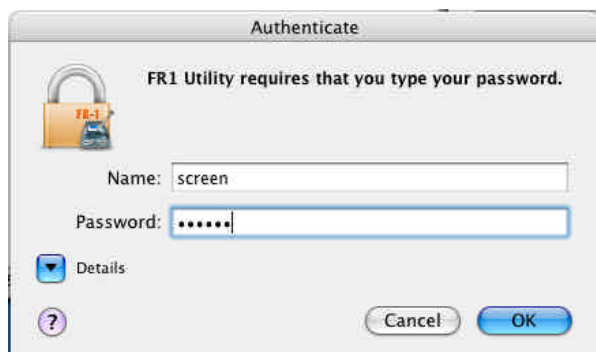 Authenticate
FR1 Utility requires that you type your password.
FR-1
Name: screen
Password: ••••••
Details
?
Cancel OK